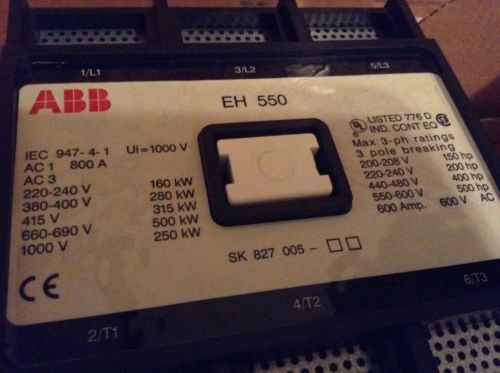 1/L1 3/L2 5/L3
ABB
EH 550
UL LISTED 776 D
IND. CONT EQ
IEC 947-4-1 Ui=1000 V
AC 1 800 A
AC 3
220-240 V 160 kW
380-400 V 280 kW
415 V 315 kW
660-690 V 500 kW
1000 V 250 kW
Max 3-ph ratings
3 pole breaking
200-208 V 150 hp
220-240 V 200 hp
440-480 V 400 hp
550-600 V 500 hp
600 Amp. 600 V AC
SK 827 005 -
CE
2/T1 4/T2 6/T3